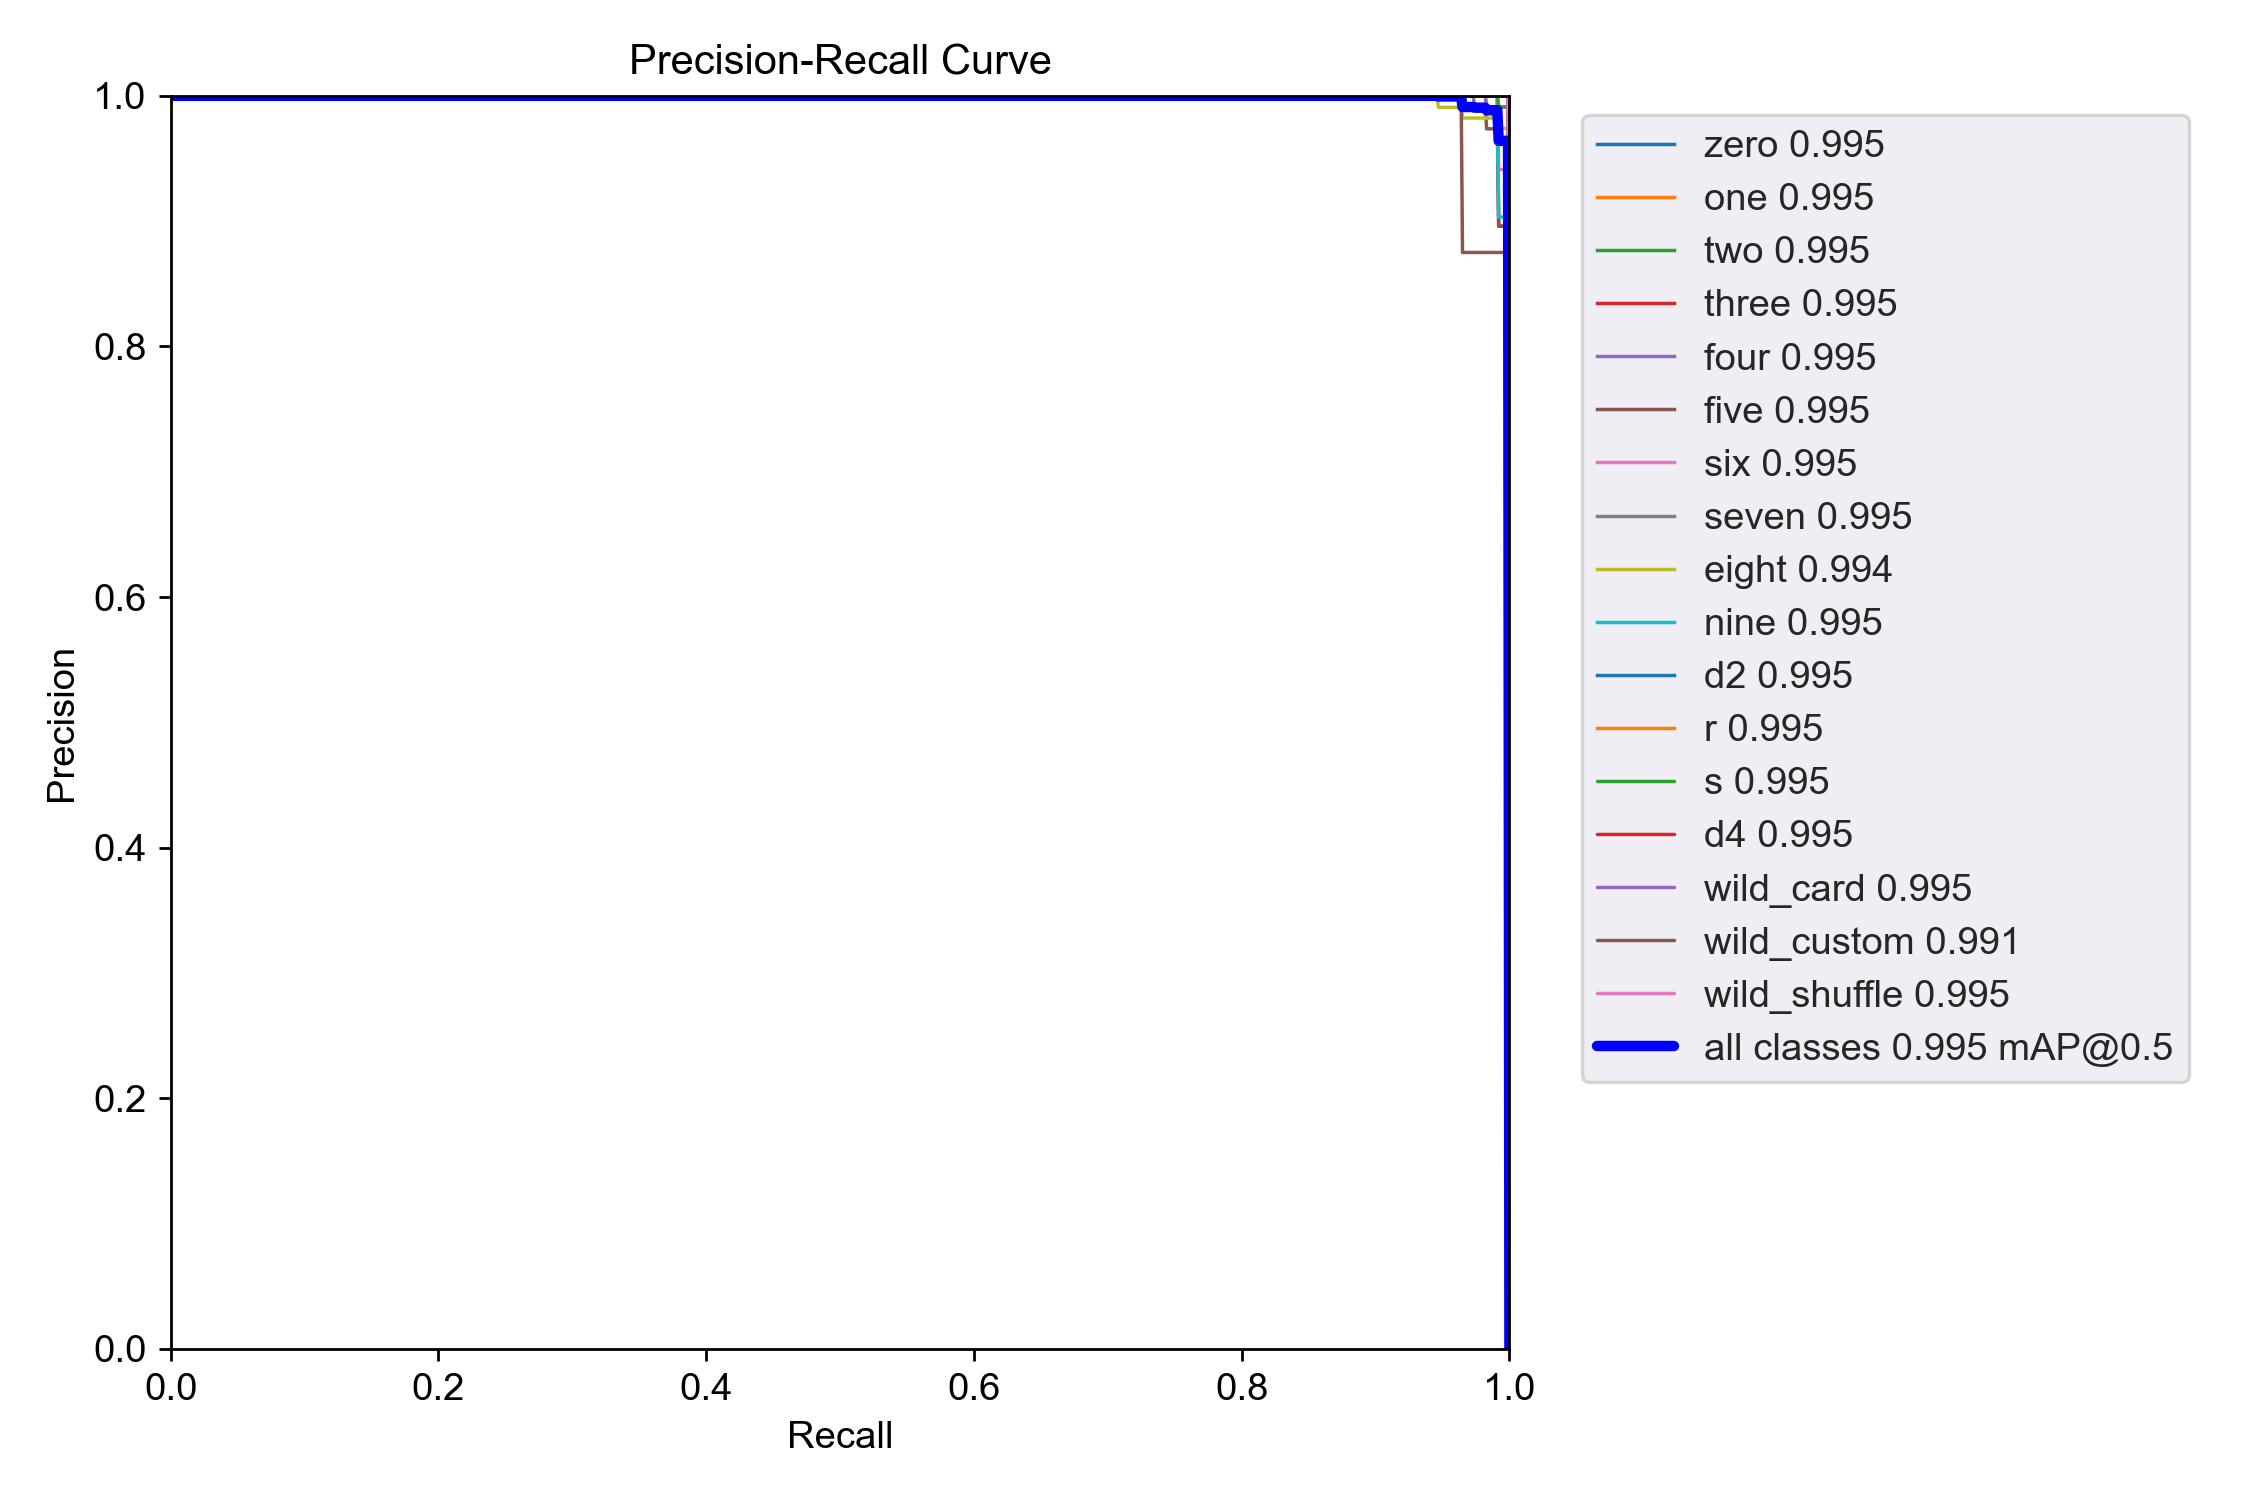 Precision-Recall Curve
1.0
0.8
0.6
0.4
0.2
0.0
Precision
0.0 0.2 0.4 0.6 0.8 1.0
Recall
zero 0.995
one 0.995
two 0.995
three 0.995
four 0.995
five 0.995
six 0.995
seven 0.995
eight 0.994
nine 0.995
d2 0.995
r 0.995
s 0.995
d4 0.995
wild_card 0.995
wild_custom 0.991
wild_shuffle 0.995
all classes 0.995 mAP@0.5